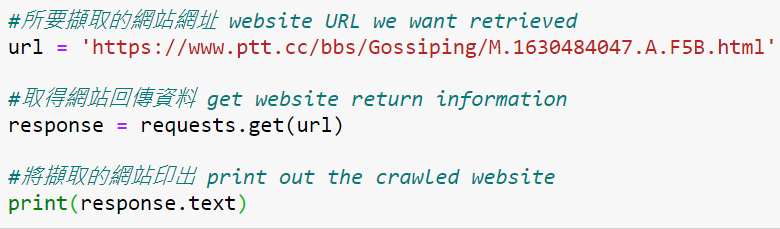 #所要擷取的網站網址 website URL we want retrieved
url = 'https://www.ptt.cc/bbs/Gossiping/M.1630484047.A.F5B.html'
#取得網站回傳資料 get website return information
response = requests.get(url)
#將擷取的網站印出 print out the crawled website
print(response.text)